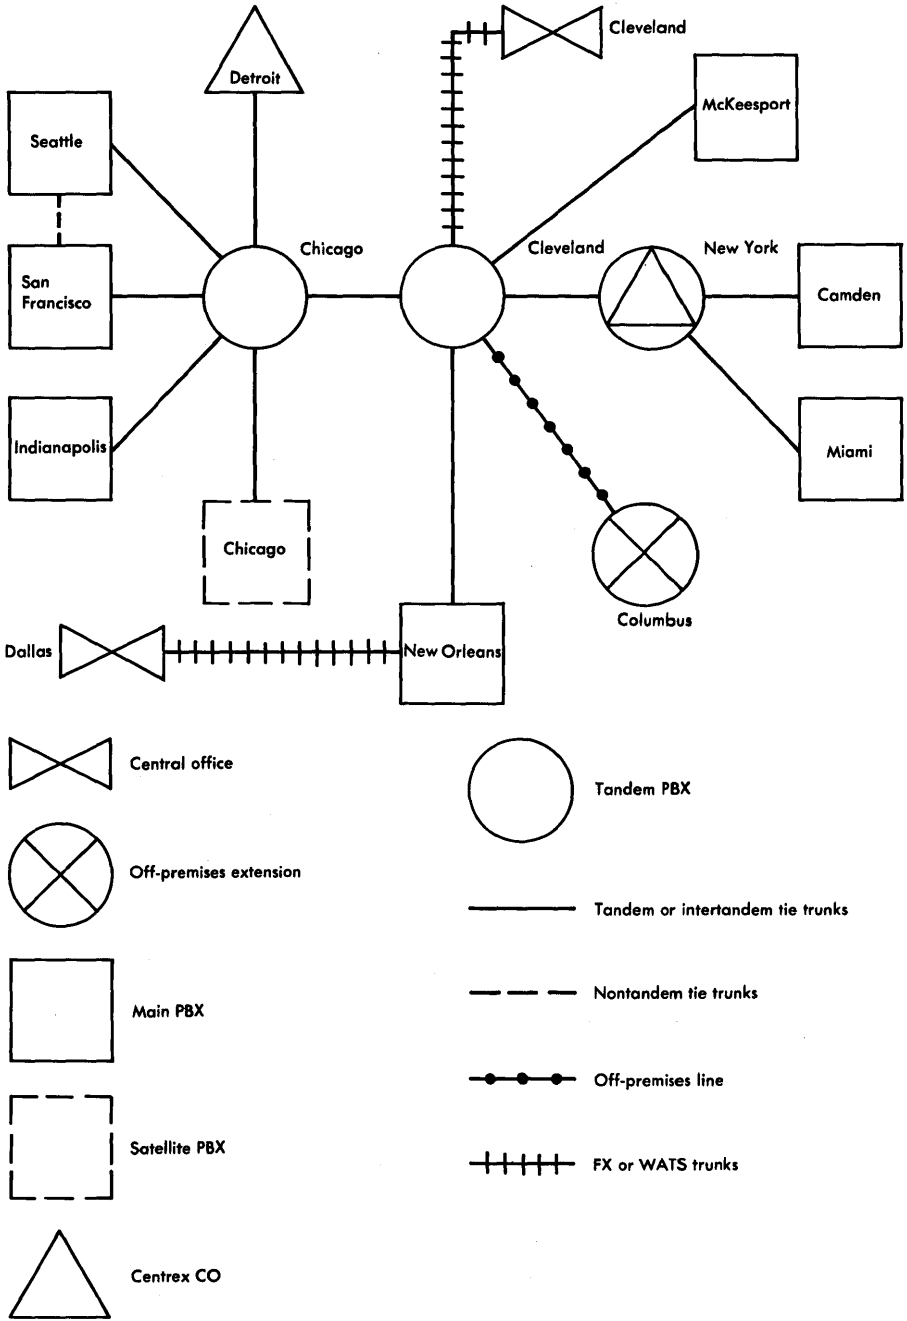 Cleveland
Detroit
McKeesport
Seattle
Chicago
Cleveland
New York
San
Francisco
Camden
Indianapolis
Miami
Chicago
Columbus
Dallas
New Orleans
Central office
Tandem PBX
Off-premises extension
Tandem or intertandem tie trunks
Nontandem tie trunks
Main PBX
Off-premises line
Satellite PBX
FX or WATS trunks
Centrex CO